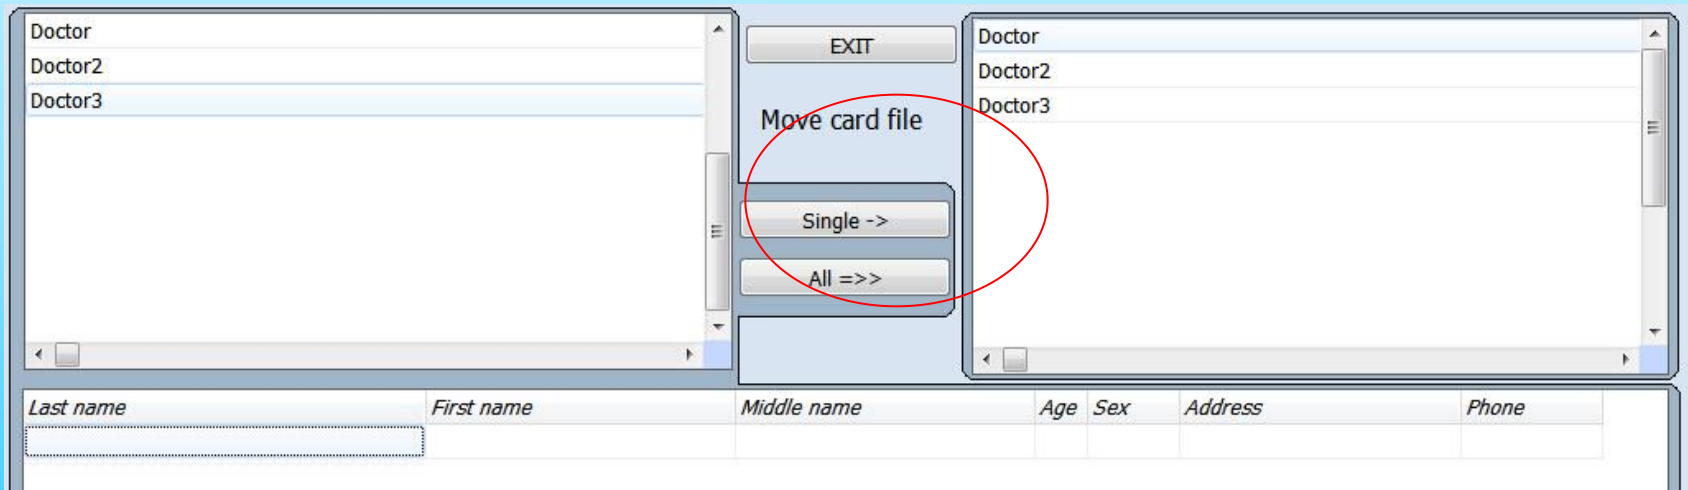 Doctor
Doctor2
Doctor3
EXIT
Move card file
Single ->
All =>>
Doctor
Doctor2
Doctor3
Last name First name Middle name Age Sex Address Phone